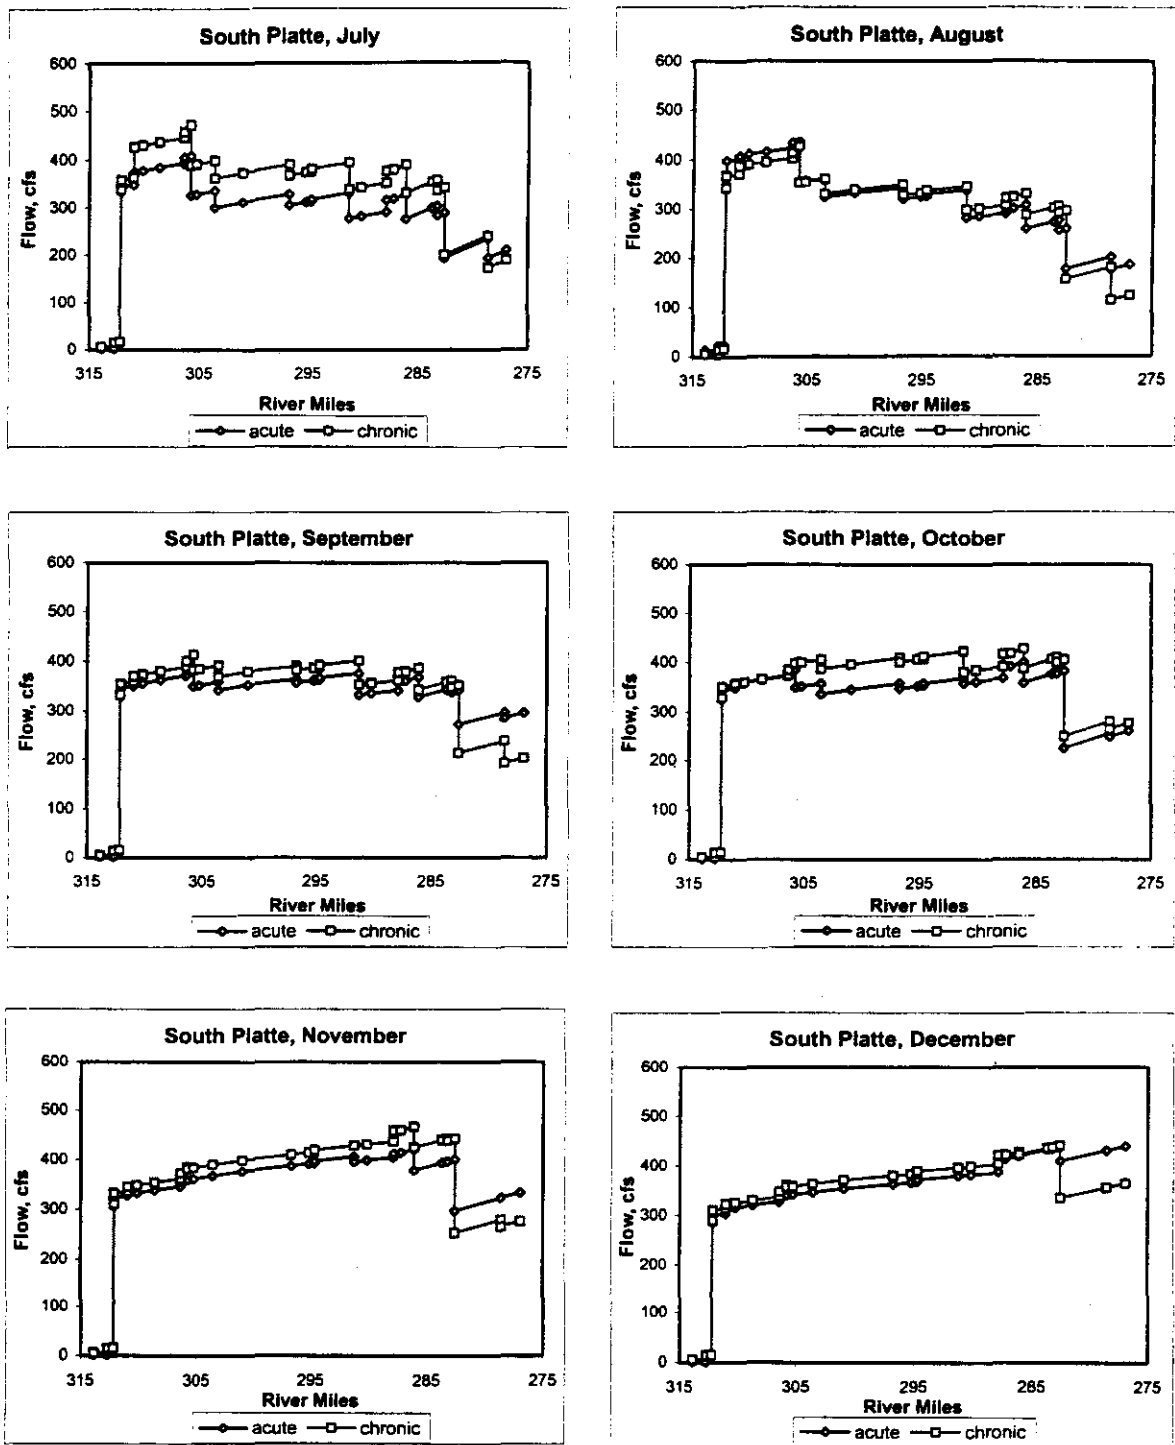 South Platte, July
600
500
400
300
200
100
0
Flow, cfs
315 305 295 285 275
River Miles
acute chronic
South Platte, August
600
500
400
300
200
100
0
Flow, cfs
315 305 295 285 275
River Miles
acute chronic
South Platte, September
600
500
400
300
200
100
0
Flow, cfs
315 305 295 285 275
River Miles
acute chronic
South Platte, October
600
500
400
300
200
100
0
Flow, cfs
315 305 295 285 275
River Miles
acute chronic
South Platte, November
600
500
400
300
200
100
0
Flow, cfs
315 305 295 285 275
River Miles
acute chronic
South Platte, December
600
500
400
300
200
100
0
Flow, cfs
315 305 295 285 275
River Miles
acute chronic